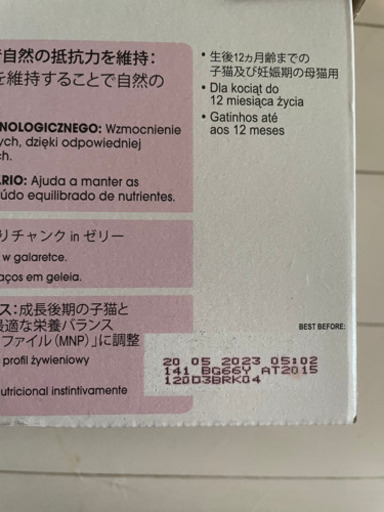 自然の抵抗力を維持：
を維持することで自然の
NOLOGICZNEGO: Wzmocnienie
ych, dzięki odpowiedniej
ch.
ARIO: Ajuda a manter as
údo equilibrado de nutrientes.
りチャンク in ゼリー
w galaretce.
aços em geleia.
ス：成長後期の子猫と
最適な栄養バランス
ファイル（MNP）」に調整
profil żywieniowy
nutricional instintivamente
• 生後12ヵ月齢までの
子猫及び妊娠期の母猫用
• Dla kociąt do
12 miesiąca życia
• Gatinhos até
aos 12 meses
BEST BEFORE:
20 05 2023 05:02
141 BG66Y AT2015
120D3BRK04